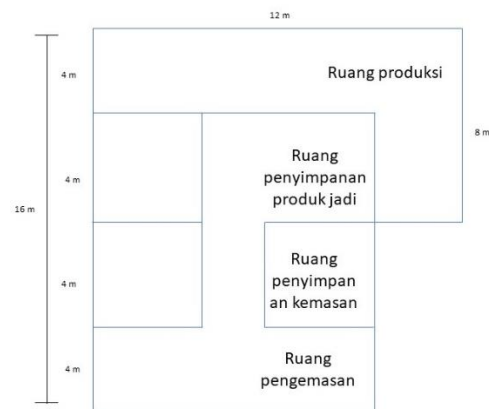 12 m
4 m
Ruang produksi
8 m
4 m
Ruang
penyimpanan
produk jadi
16 m
4 m
Ruang
penyimpan
an kemasan
4 m
Ruang
pengemasan